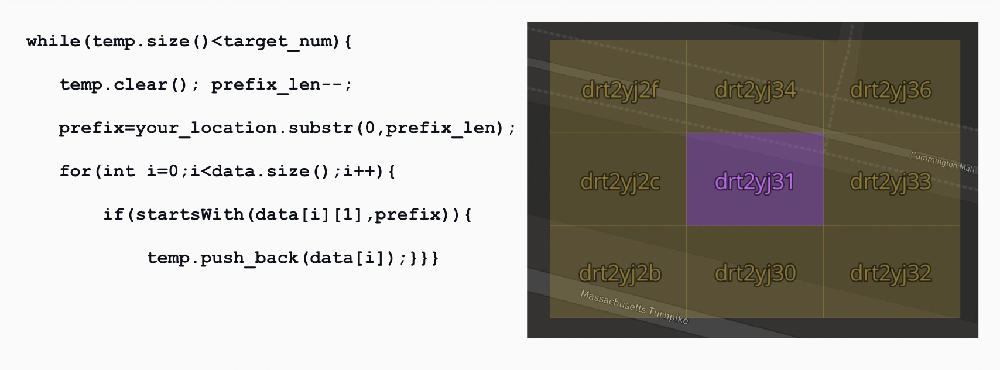 while(temp.size()<target_num){
temp.clear(); prefix_len--;
prefix=your_location.substr(0,prefix_len);
for(int i=0;i<data.size();i++){
if(startsWith(data[i][1],prefix)){
temp.push_back(data[i]);}}}
drt2yj2f drt2yj34 drt2yj36
Cummington Mall
drt2yj2c drt2yj31 drt2yj33
drt2yj2b drt2yj30 drt2yj32
Massachusetts Turnpike